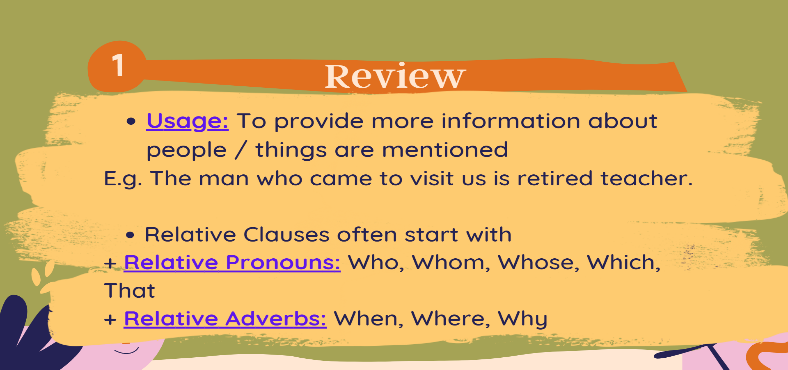 1
Review
• Usage: To provide more information about
people / things are mentioned
E.g. The man who came to visit us is retired teacher.
• Relative Clauses often start with
+ Relative Pronouns: Who, Whom, Whose, Which,
That
+ Relative Adverbs: When, Where, Why